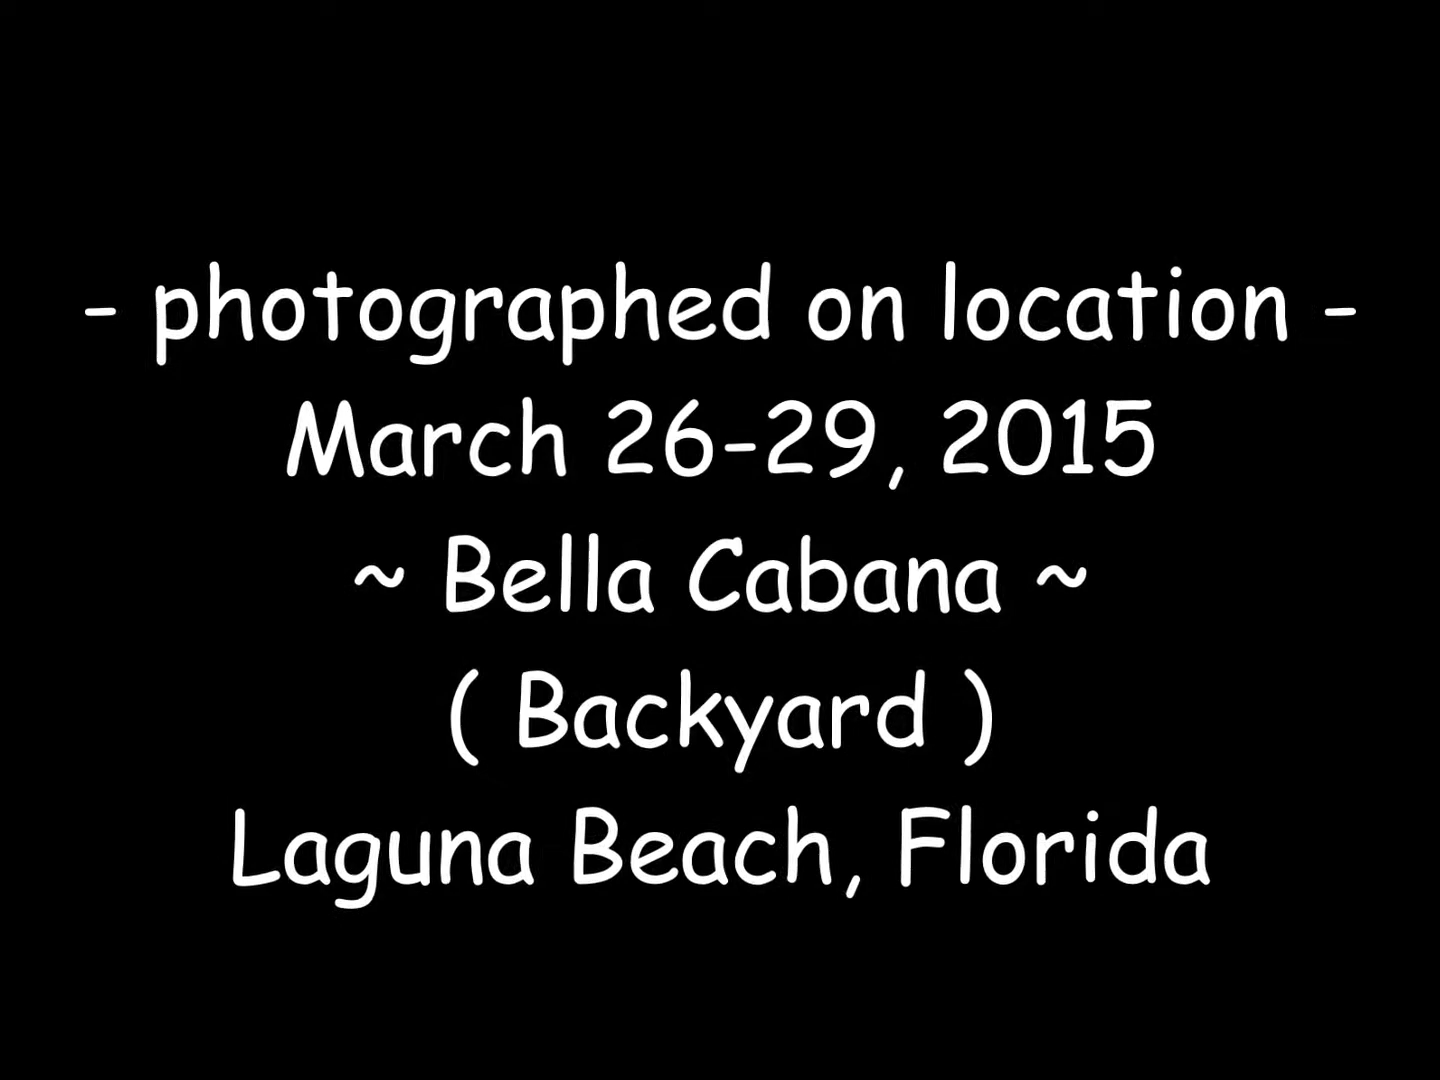 - photographed on location -
March 26-29, 2015
~ Bella Cabana ~
( Backyard )
Laguna Beach, Florida